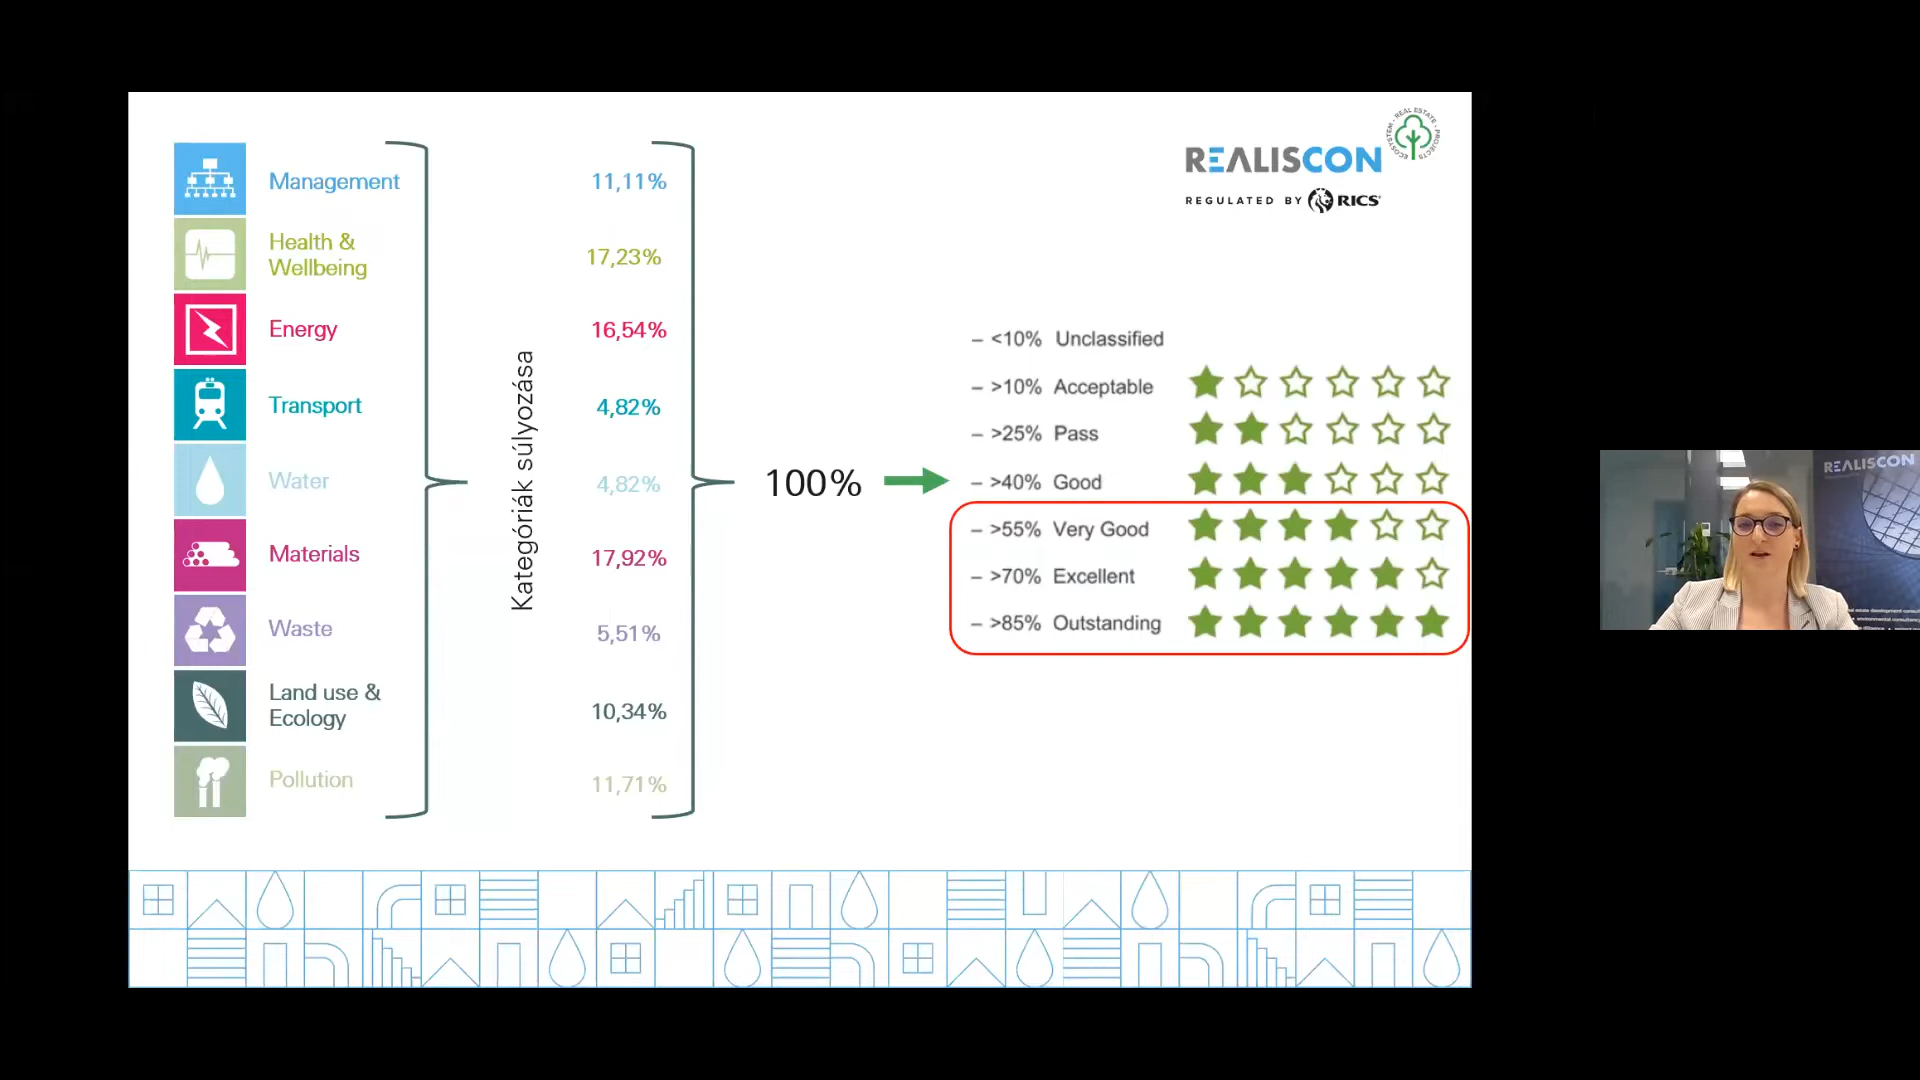 Management
Health &
Wellbeing
Energy
Transport
Water
Materials
Waste
Land use &
Ecology
Pollution
Kategóriák súlyozása
11,11%
17,23%
16,54%
4,82%
4,82%
17,92%
5,51%
10,34%
11,71%
100%
REALISCON
REGULATED BY RICS
ECOSYSTEM · REAL ESTATE · PROJECTS
– <10% Unclassified
– >10% Acceptable
– >25% Pass
– >40% Good
– >55% Very Good
– >70% Excellent
– >85% Outstanding
REALISCON